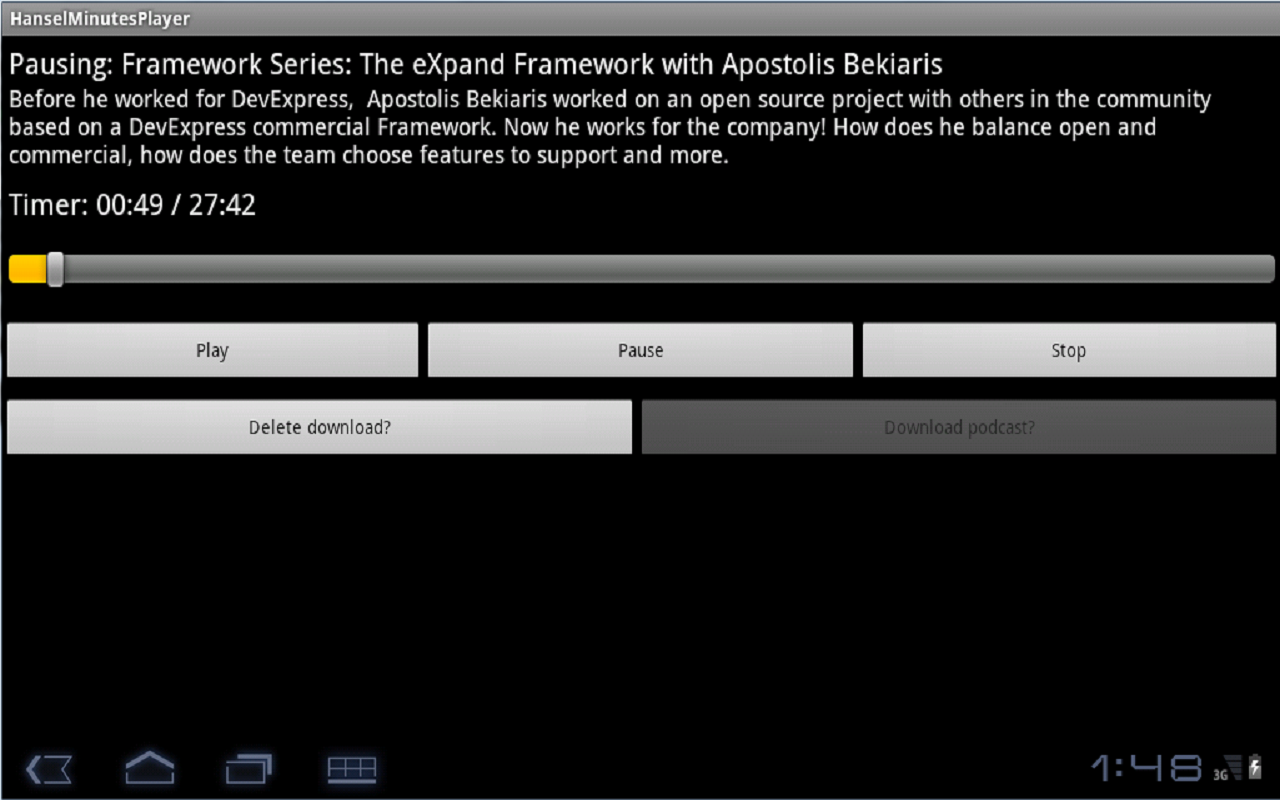 HanselMinutesPlayer
Pausing: Framework Series: The eXpand Framework with Apostolis Bekiaris
Before he worked for DevExpress,  Apostolis Bekiaris worked on an open source project with others in the community
based on a DevExpress commercial Framework. Now he works for the company! How does he balance open and
commercial, how does the team choose features to support and more.
Timer: 00:49 / 27:42
Play Pause Stop
Delete download? Download podcast?
1:48 3G